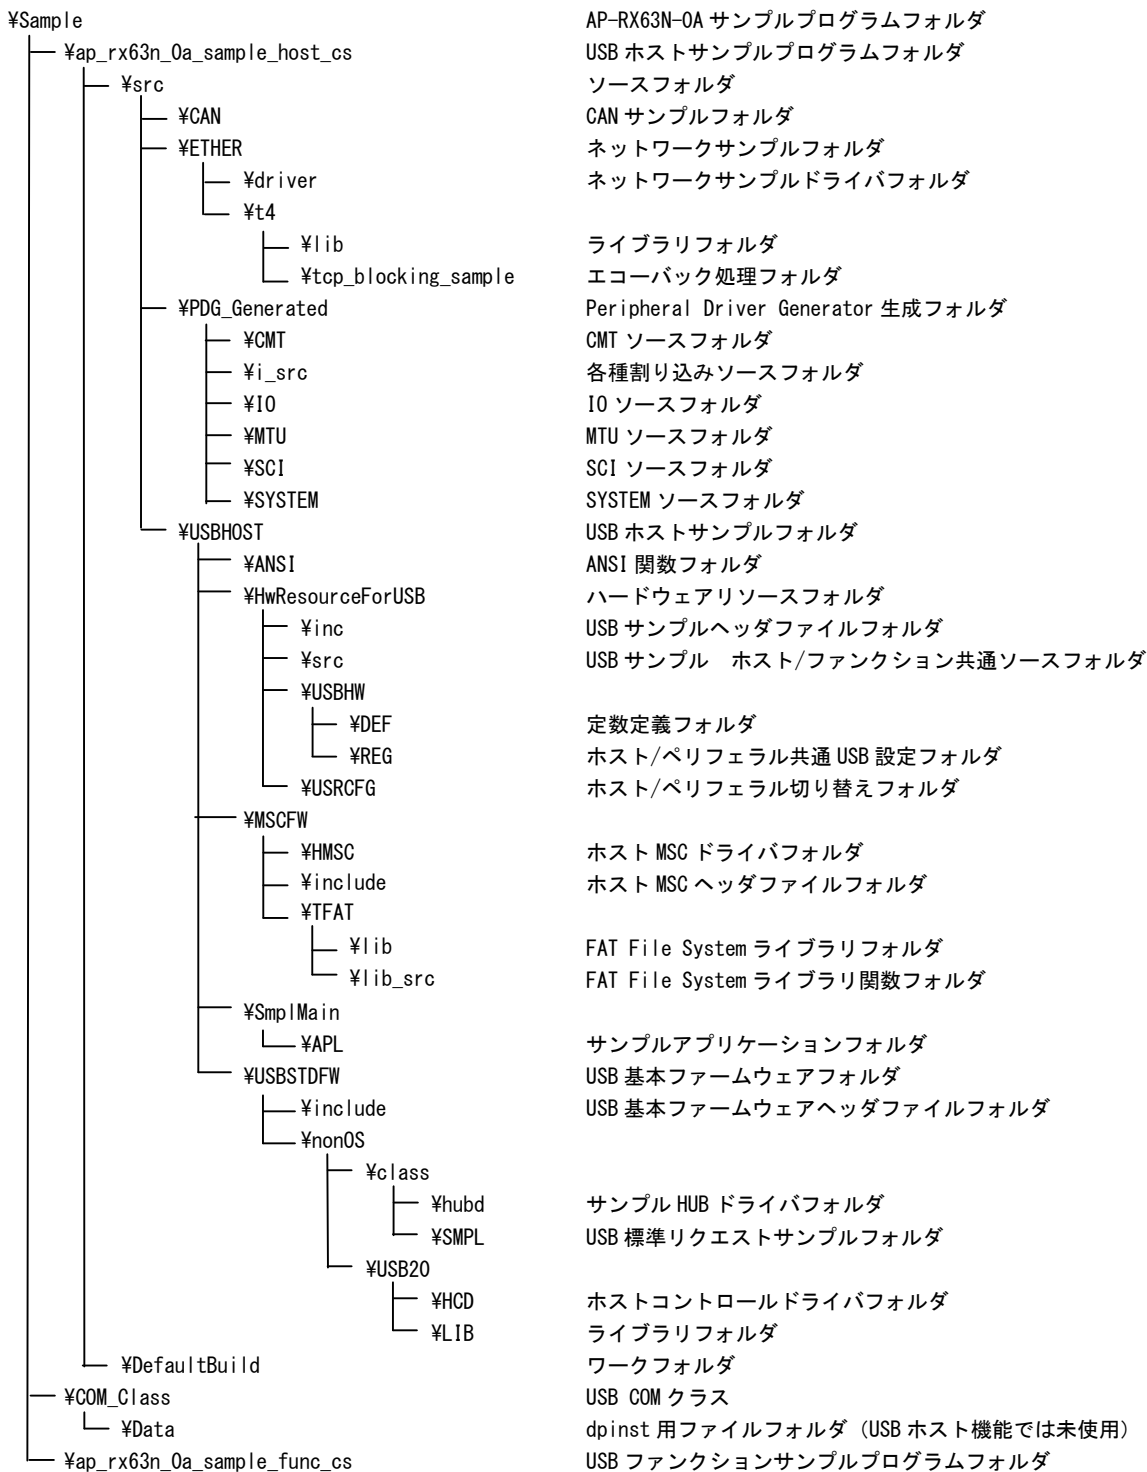 ¥Sample AP-RX63N-0A サンプルプログラムフォルダ
¥ap_rx63n_0a_sample_host_cs USB ホストサンプルプログラムフォルダ
¥src ソースフォルダ
¥CAN CAN サンプルフォルダ
¥ETHER ネットワークサンプルフォルダ
¥driver ネットワークサンプルドライバフォルダ
¥t4
¥lib ライブラリフォルダ
¥tcp_blocking_sample エコーバック処理フォルダ
¥PDG_Generated Peripheral Driver Generator 生成フォルダ
¥CMT CMT ソースフォルダ
¥i_src 各種割り込みソースフォルダ
¥IO IO ソースフォルダ
¥MTU MTU ソースフォルダ
¥SCI SCI ソースフォルダ
¥SYSTEM SYSTEM ソースフォルダ
¥USBHOST USB ホストサンプルフォルダ
¥ANSI ANSI 関数フォルダ
¥HwResourceForUSB ハードウェアリソースフォルダ
¥inc USB サンプルヘッダファイルフォルダ
¥src USB サンプル　ホスト/ファンクション共通ソースフォルダ
¥USBHW
¥DEF 定数定義フォルダ
¥REG ホスト/ペリフェラル共通 USB 設定フォルダ
¥USRCFG ホスト/ペリフェラル切り替えフォルダ
¥MSCFW
¥HMSC ホスト MSC ドライバフォルダ
¥include ホスト MSC ヘッダファイルフォルダ
¥TFAT
¥lib FAT File System ライブラリフォルダ
¥lib_src FAT File System ライブラリ関数フォルダ
¥SmplMain
¥APL サンプルアプリケーションフォルダ
¥USBSTDFW USB 基本ファームウェアフォルダ
¥include USB 基本ファームウェアヘッダファイルフォルダ
¥nonOS
¥class
¥hubd サンプル HUB ドライバフォルダ
¥SMPL USB 標準リクエストサンプルフォルダ
¥USB20
¥HCD ホストコントロールドライバフォルダ
¥LIB ライブラリフォルダ
¥DefaultBuild ワークフォルダ
¥COM_Class USB COM クラス
¥Data dpinst 用ファイルフォルダ（USB ホスト機能では未使用）
¥ap_rx63n_0a_sample_func_cs USB ファンクションサンプルプログラムフォルダ